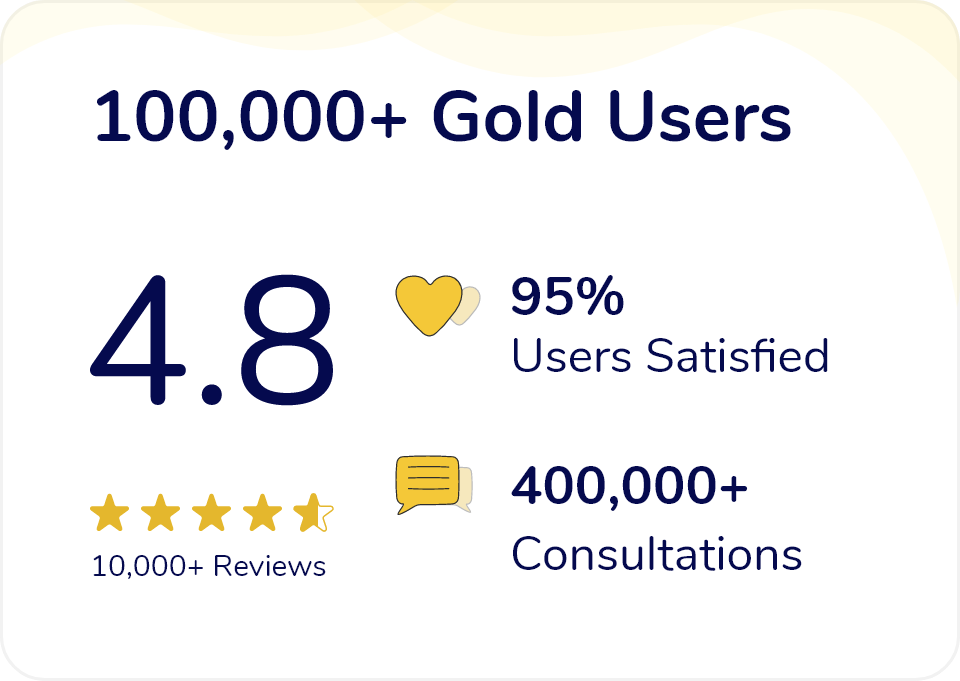 100,000+ Gold Users
4.8
10,000+ Reviews
95%
Users Satisfied
400,000+
Consultations